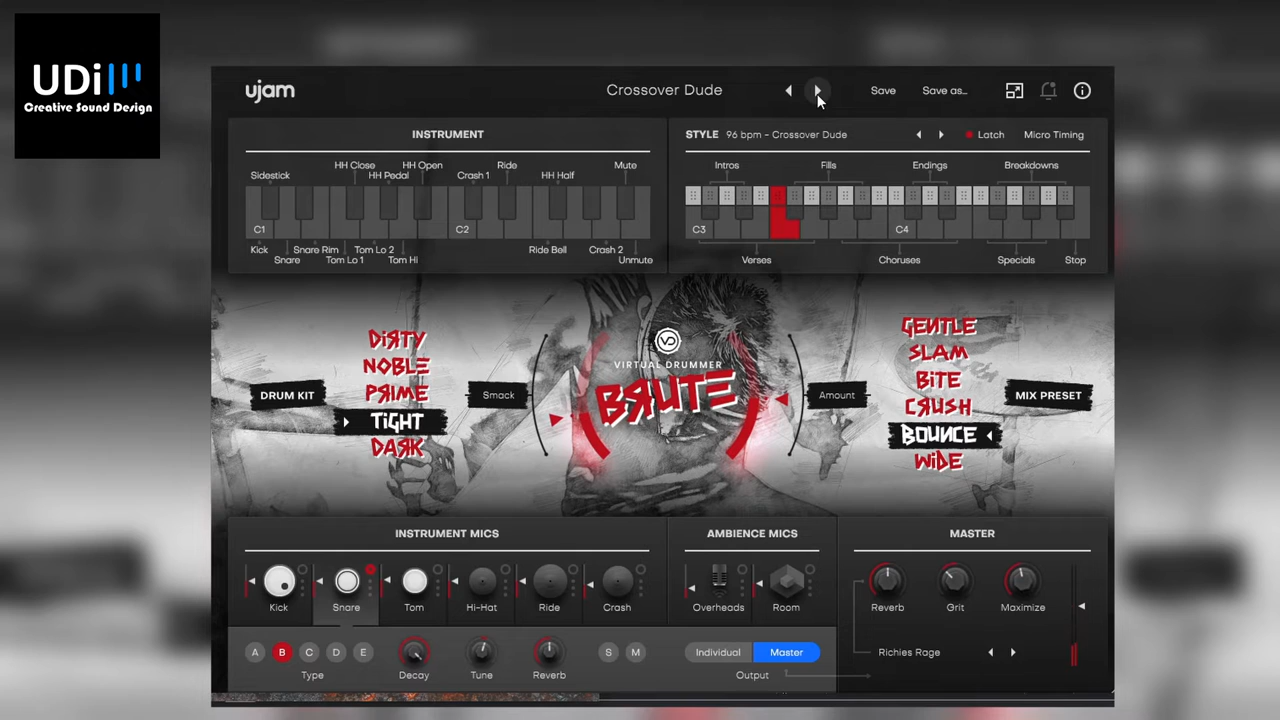 UDi
Creative Sound Design
ujam
Crossover Dude
Save
Save as...
INSTRUMENT
HH Close
HH Open
Ride
Mute
Sidestick
HH Pedal
Crash 1
HH Half
C1
C2
Kick
Snare Rim
Tom Lo 2
Ride Bell
Crash 2
Snare
Tom Lo 1
Tom Hi
Unmute
STYLE
96 bpm - Crossover Dude
Latch
Micro Timing
Intros
Fills
Endings
Breakdowns
C3
C4
Verses
Choruses
Specials
Stop
DRUM KIT
DIRTY
NOBLE
PRIME
TIGHT
DARK
Smack
VD
VIRTUAL DRUMMER
BRUTE
Amount
GENTLE
SLAM
BITE
CRUSH
BOUNCE
WIDE
MIX PRESET
INSTRUMENT MICS
Kick
Snare
Tom
Hi-Hat
Ride
Crash
A
B
C
D
E
S
M
Type
Decay
Tune
Reverb
AMBIENCE MICS
Overheads
Room
Individual
Master
Output
MASTER
Reverb
Grit
Maximize
Richies Rage